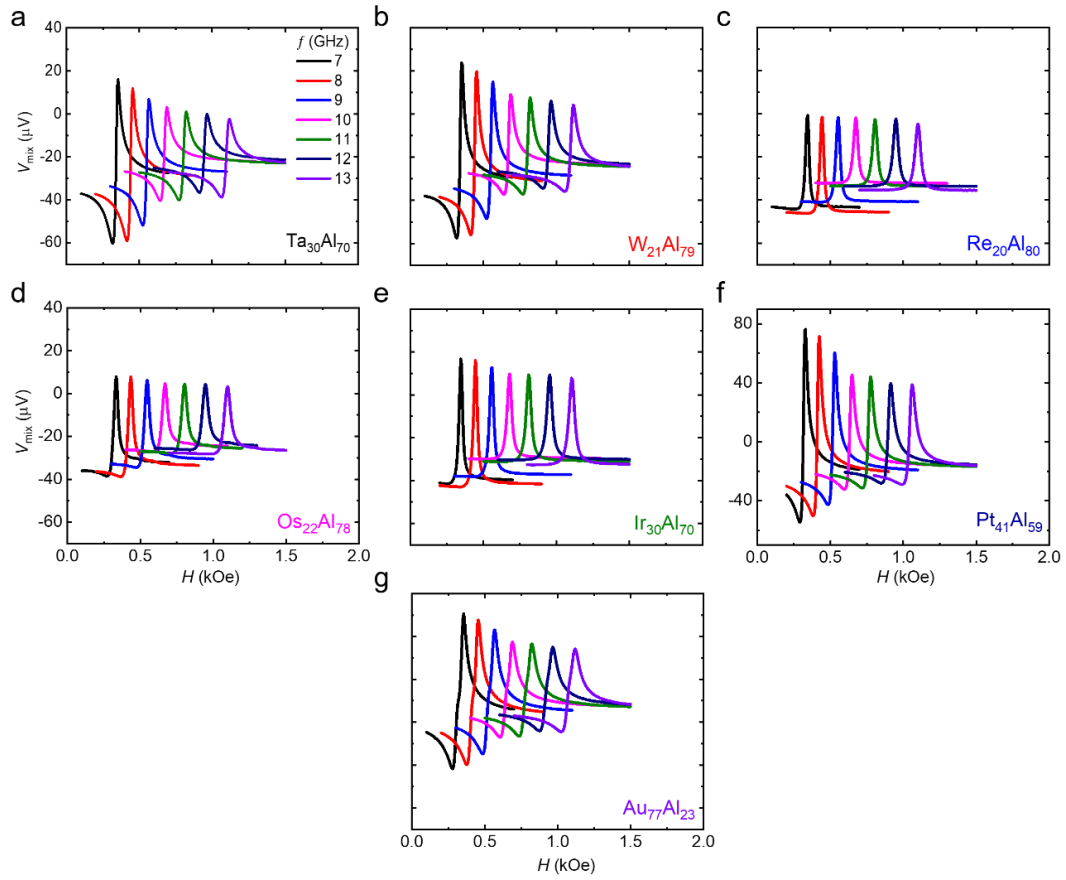 a
40
20
0
-20
-40
-60
V_mix (μV)
f (GHz)
7
8
9
10
11
12
13
Ta₃₀Al₇₀
b
W₂₁Al₇₉
c
Re₂₀Al₈₀
d
40
20
0
-20
-40
-60
V_mix (μV)
0.0 0.5 1.0 1.5 2.0
H (kOe)
Os₂₂Al₇₈
e
Ir₃₀Al₇₀
f
80
40
0
-40
0.0 0.5 1.0 1.5 2.0
H (kOe)
Pt₄₁Al₅₉
g
Au₇₇Al₂₃
0.0 0.5 1.0 1.5 2.0
H (kOe)